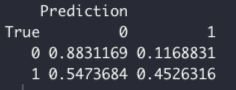 Prediction
True 0 1
0 0.8831169 0.1168831
1 0.5473684 0.4526316